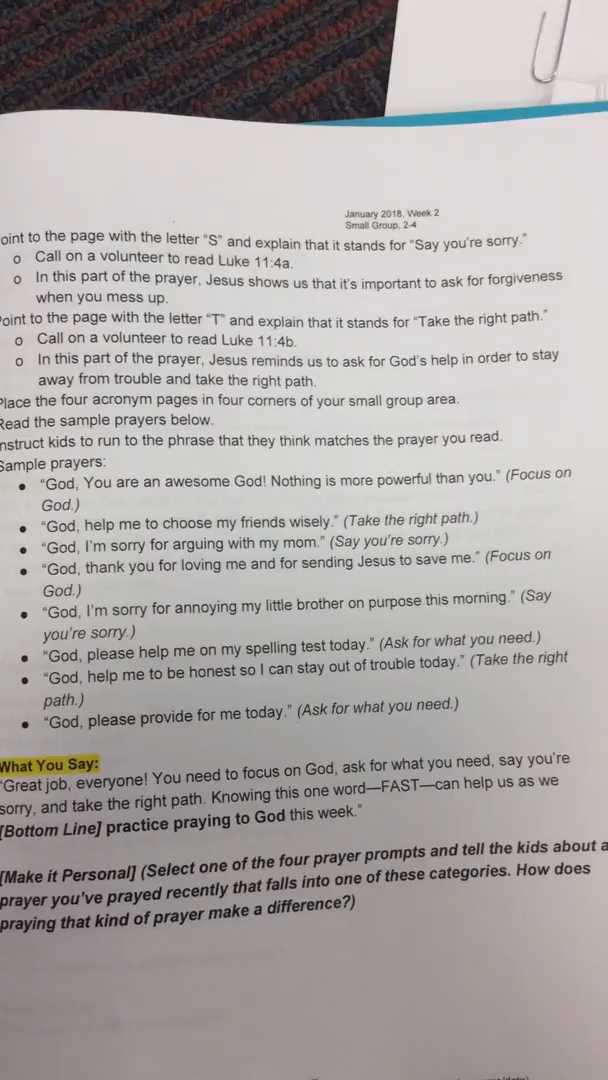 January 2018, Week 2
Small Group, 2-4
oint to the page with the letter “S” and explain that it stands for “Say you’re sorry.”
o Call on a volunteer to read Luke 11:4a.
o In this part of the prayer, Jesus shows us that it’s important to ask for forgiveness
when you mess up.
oint to the page with the letter “T” and explain that it stands for “Take the right path.”
o Call on a volunteer to read Luke 11:4b.
o In this part of the prayer, Jesus reminds us to ask for God’s help in order to stay
away from trouble and take the right path.
Place the four acronym pages in four corners of your small group area.
Read the sample prayers below.
nstruct kids to run to the phrase that they think matches the prayer you read.
Sample prayers:
• “God, You are an awesome God! Nothing is more powerful than you.” (Focus on
God.)
• “God, help me to choose my friends wisely.” (Take the right path.)
• “God, I’m sorry for arguing with my mom.” (Say you’re sorry.)
• “God, thank you for loving me and for sending Jesus to save me.” (Focus on
God.)
• “God, I’m sorry for annoying my little brother on purpose this morning.” (Say
you’re sorry.)
• “God, please help me on my spelling test today.” (Ask for what you need.)
• “God, help me to be honest so I can stay out of trouble today.” (Take the right
path.)
• “God, please provide for me today.” (Ask for what you need.)
What You Say:
“Great job, everyone! You need to focus on God, ask for what you need, say you’re
sorry, and take the right path. Knowing this one word—FAST—can help us as we
[Bottom Line] practice praying to God this week.”
[Make it Personal] (Select one of the four prayer prompts and tell the kids about a
prayer you’ve prayed recently that falls into one of these categories. How does
praying that kind of prayer make a difference?)